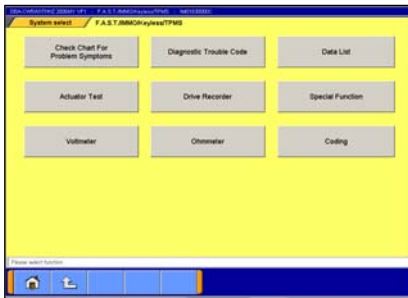 System select
F.A.S.T./IMMO/Keyless/TPMS
Check Chart For
Problem Symptoms
Diagnostic Trouble Code
Data List
Actuator Test
Drive Recorder
Special Function
Voltmeter
Ohmmeter
Coding
Please select function